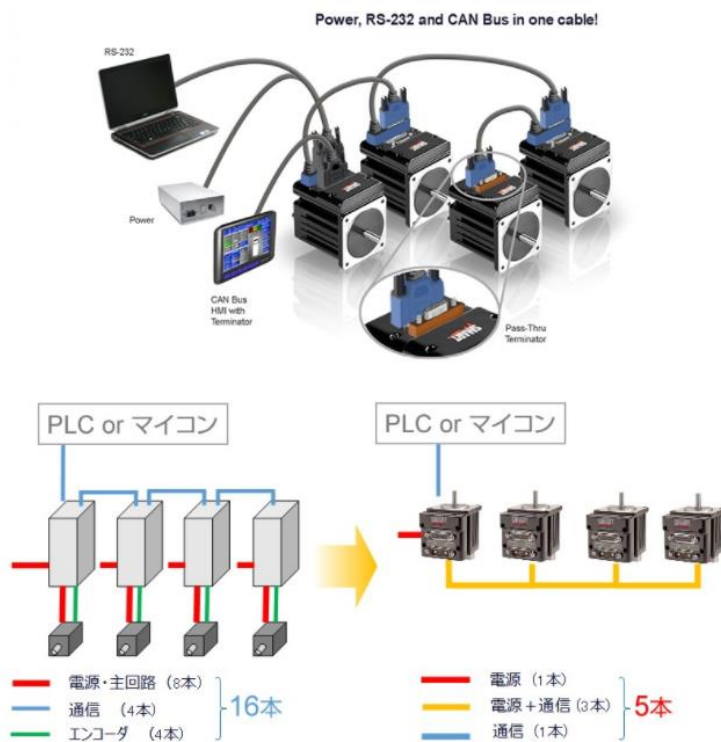 Power, RS-232 and CAN Bus in one cable!
RS-232
Power
CAN Bus
HMI with
Terminator
SMART
Pass-Thru
Terminator
PLC or マイコン
PLC or マイコン
電源・主回路 (8本)
通信 (4本)
エンコーダ (4本)
16本
電源 (1本)
電源+通信 (3本)
通信 (1本)
5本